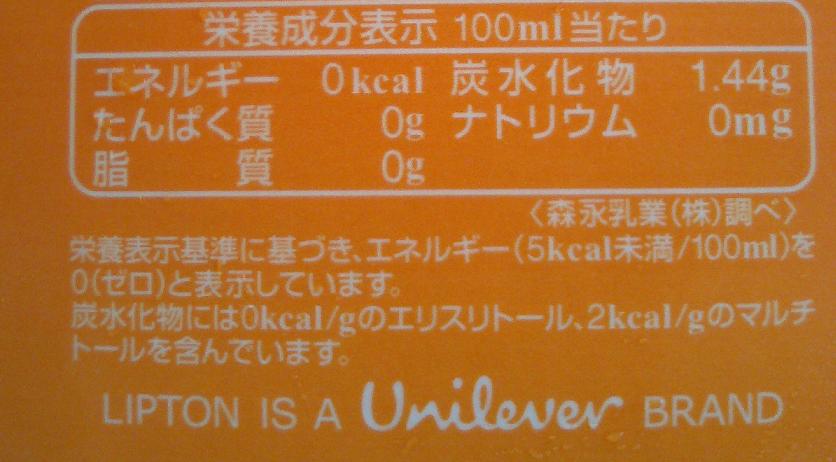 栄養成分表示 100ml当たり
エネルギー 0kcal 炭水化物 1.44g
たんぱく質 0g ナトリウム 0mg
脂質 0g
〈森永乳業(株)調べ〉
栄養表示基準に基づき、エネルギー(5kcal未満/100ml)を
0(ゼロ)と表示しています。
炭水化物には0kcal/gのエリスリトール、2kcal/gのマルチ
トールを含んでいます。
LIPTON IS A Unilever BRAND